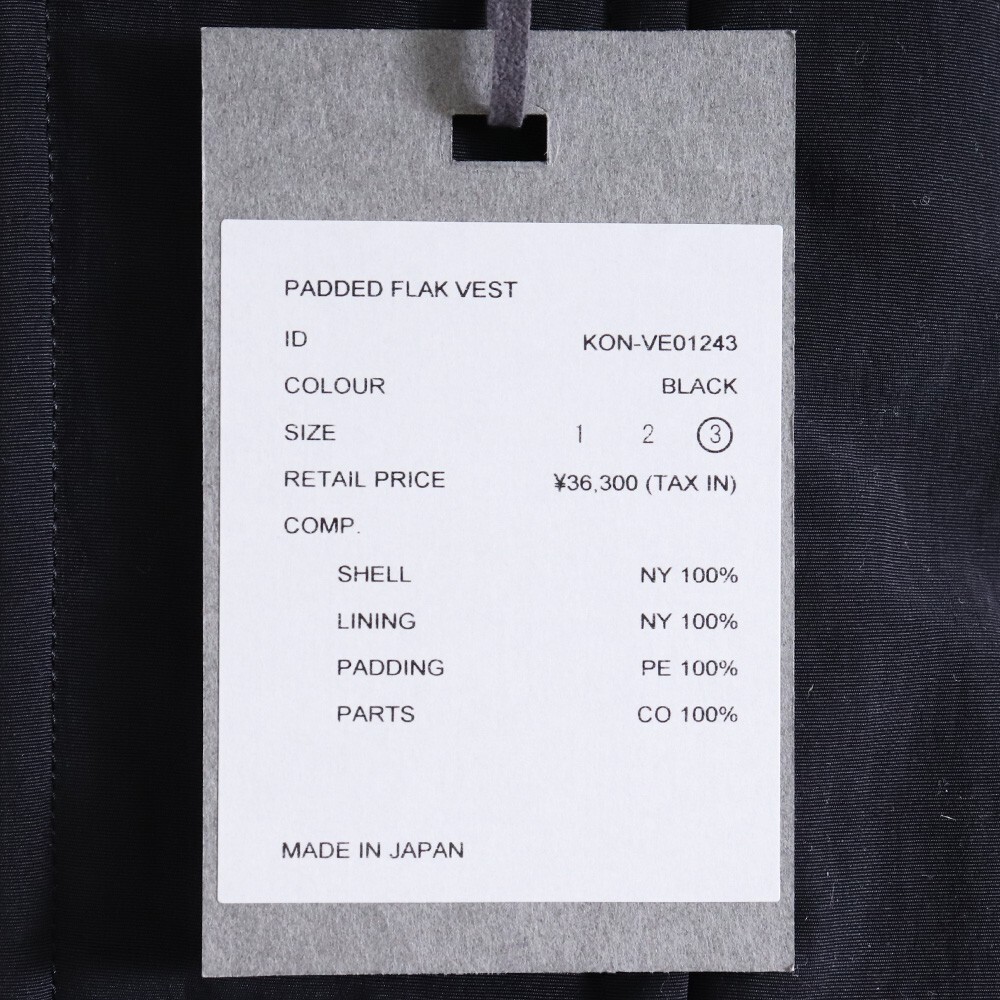 PADDED FLAK VEST
ID KON-VE01243
COLOUR BLACK
SIZE 1 2 3
RETAIL PRICE ¥36,300 (TAX IN)
COMP.
SHELL NY 100%
LINING NY 100%
PADDING PE 100%
PARTS CO 100%
MADE IN JAPAN